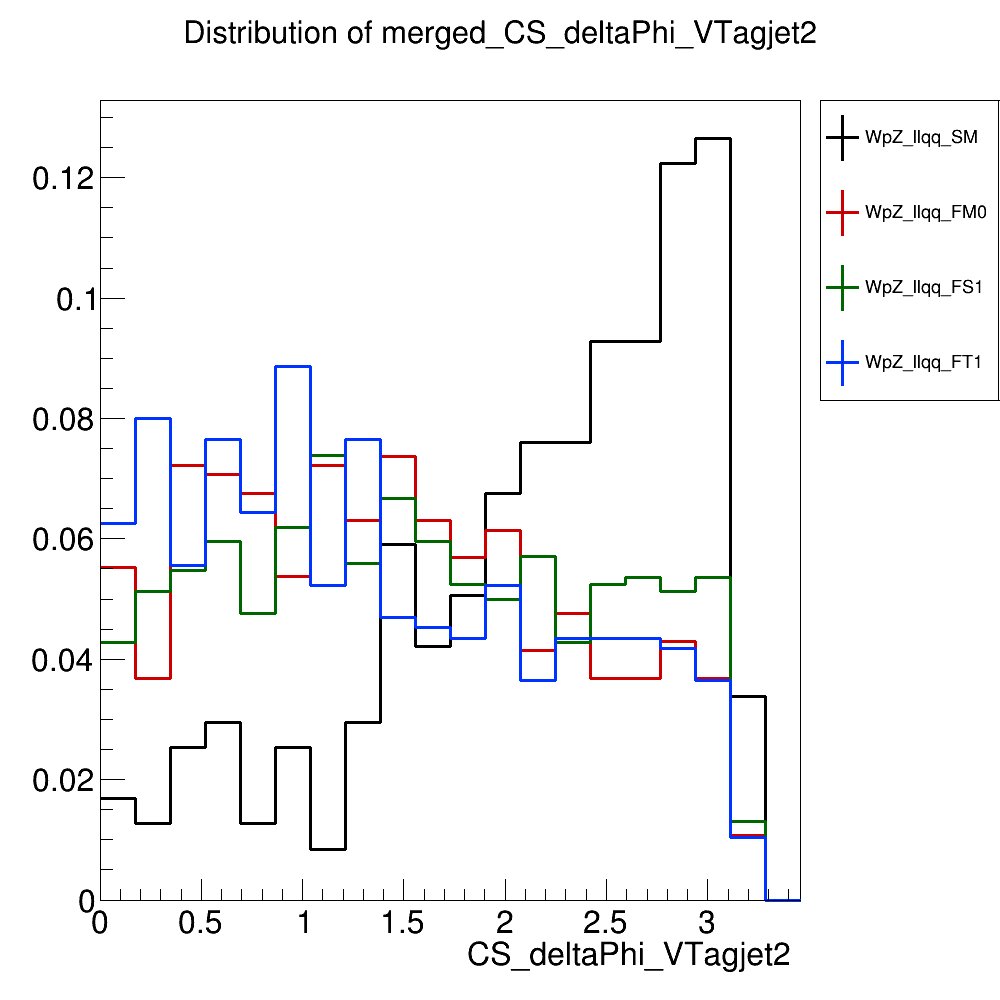 Distribution of merged_CS_deltaPhi_VTagjet2
WpZ_llqq_SM
WpZ_llqq_FM0
WpZ_llqq_FS1
WpZ_llqq_FT1
0.12
0.1
0.08
0.06
0.04
0.02
0
0 0.5 1 1.5 2 2.5 3
CS_deltaPhi_VTagjet2